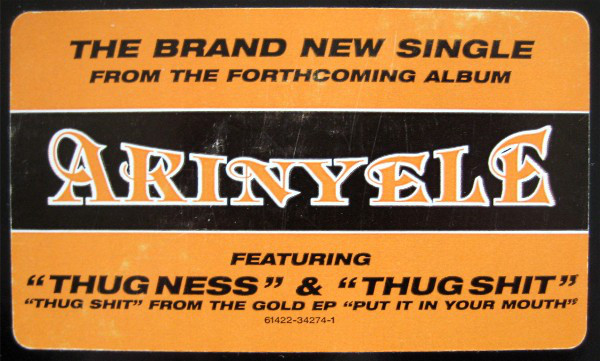 THE BRAND NEW SINGLE
FROM THE FORTHCOMING ALBUM
AKINYELE
FEATURING
“THUG NESS” & “THUG SHIT”
“THUG SHIT” FROM THE GOLD EP “PUT IT IN YOUR MOUTH”
61422-34274-1